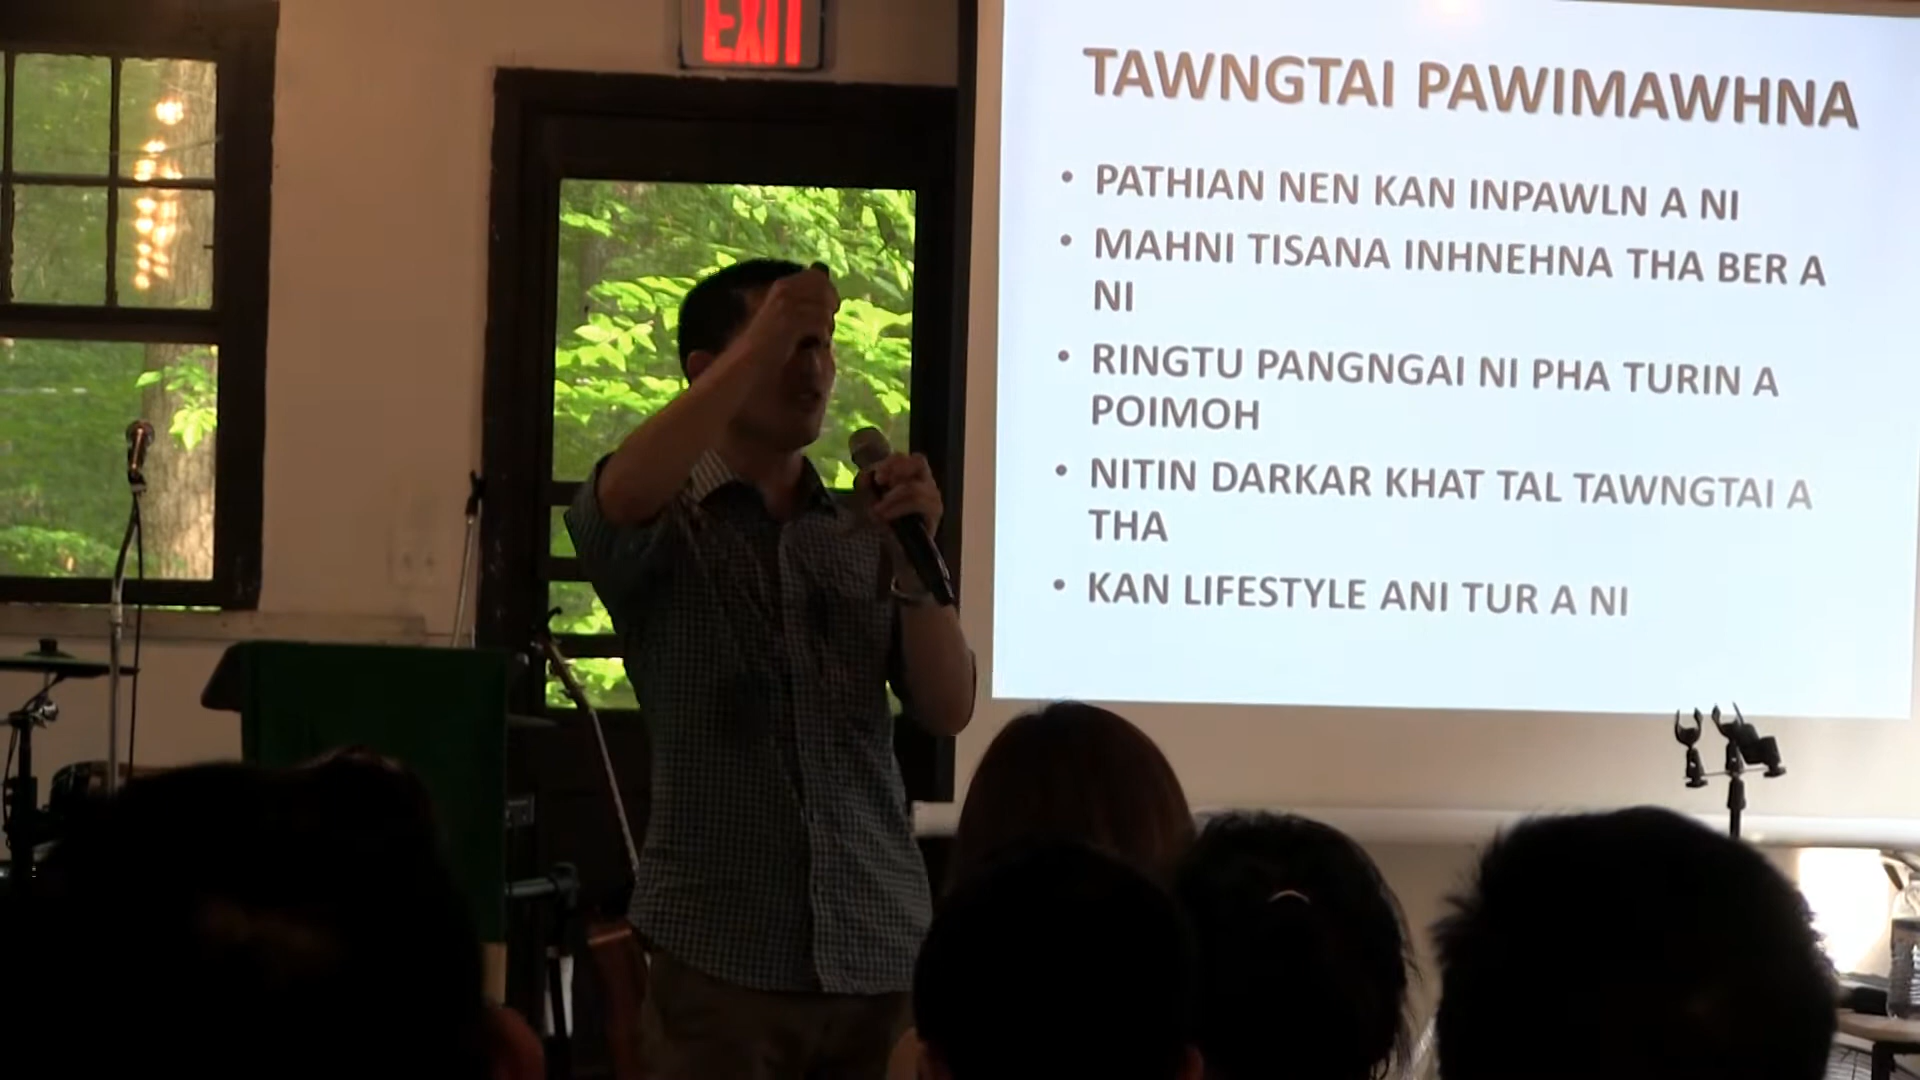 EXIT
TAWNGTAI PAWIMAWHNA
• PATHIAN NEN KAN INPAWLN A NI
• MAHNI TISANA INHNEHNA THA BER A
NI
• RINGTU PANGNGAI NI PHA TURIN A
POIMOH
• NITIN DARKAR KHAT TAL TAWNGTAI A
THA
• KAN LIFESTYLE ANI TUR A NI